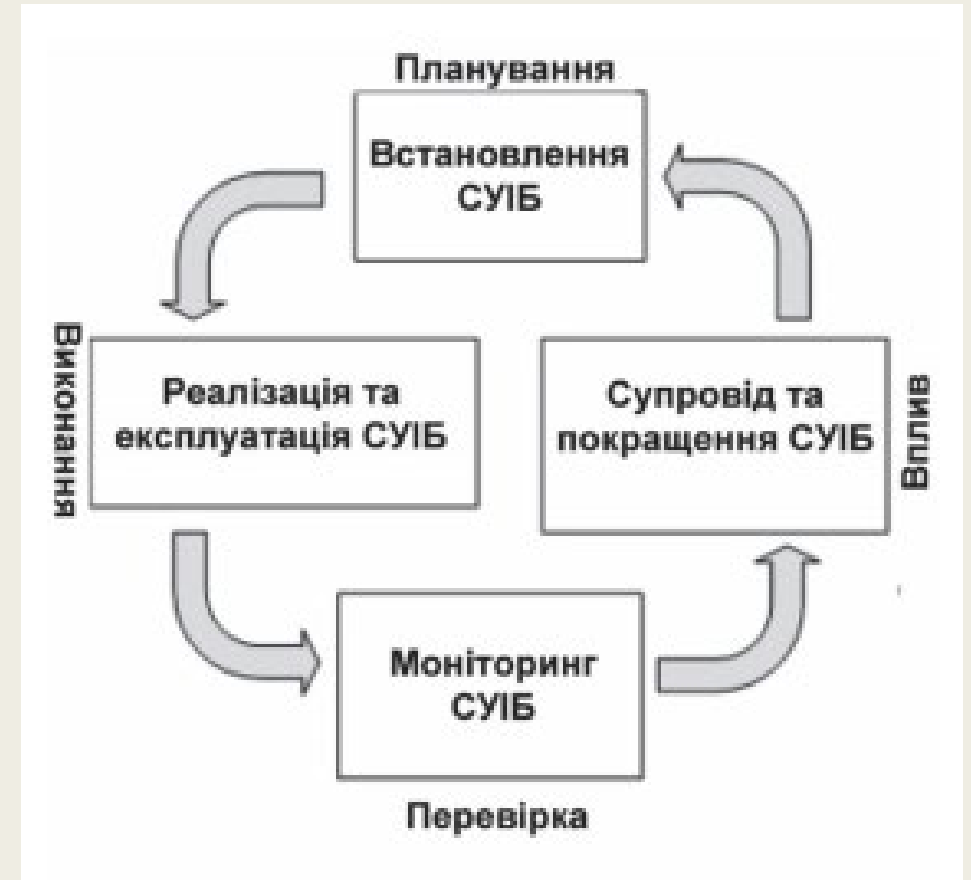 Планування
Встановлення
СУІБ
Виконання
Реалізація та
експлуатація СУІБ
Супровід та
покращення СУІБ
Вплив
Моніторинг
СУІБ
Перевірка